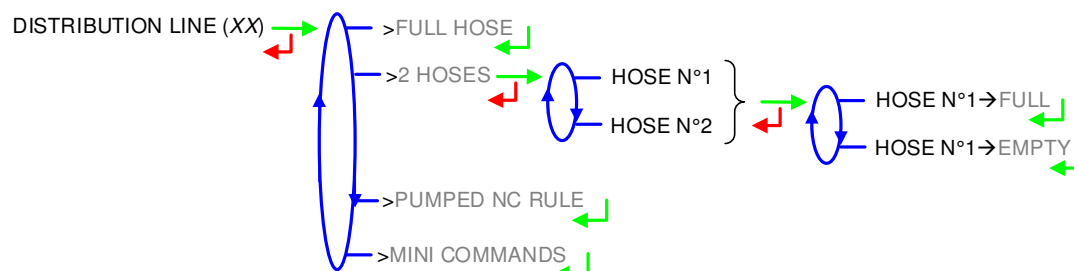 DISTRIBUTION LINE (XX)
>FULL HOSE
>2 HOSES
HOSE N°1
HOSE N°2
HOSE N°1→FULL
HOSE N°1→EMPTY
>PUMPED NC RULE
>MINI COMMANDS